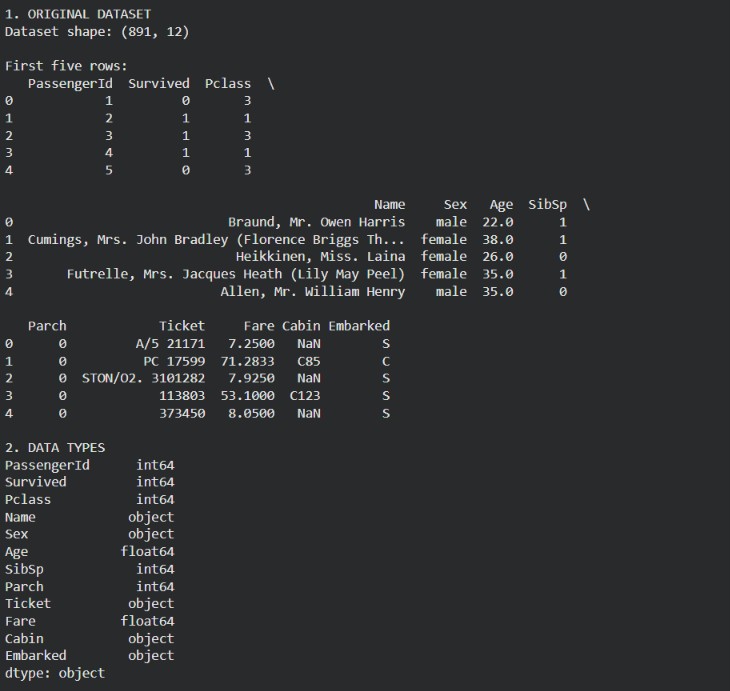 1. ORIGINAL DATASET
Dataset shape: (891, 12)
First five rows:
   PassengerId  Survived  Pclass  \
0            1         0       3
1            2         1       1
2            3         1       3
3            4         1       1
4            5         0       3
                                                Name     Sex   Age  SibSp  \
0                            Braund, Mr. Owen Harris    male  22.0      1
1  Cumings, Mrs. John Bradley (Florence Briggs Th...  female  38.0      1
2                             Heikkinen, Miss. Laina  female  26.0      0
3       Futrelle, Mrs. Jacques Heath (Lily May Peel)  female  35.0      1
4                           Allen, Mr. William Henry    male  35.0      0
   Parch            Ticket     Fare Cabin Embarked
0      0         A/5 21171   7.2500   NaN        S
1      0          PC 17599  71.2833   C85        C
2      0  STON/O2. 3101282   7.9250   NaN        S
3      0            113803  53.1000  C123        S
4      0            373450   8.0500   NaN        S
2. DATA TYPES
PassengerId      int64
Survived         int64
Pclass           int64
Name            object
Sex             object
Age            float64
SibSp            int64
Parch            int64
Ticket          object
Fare           float64
Cabin           object
Embarked        object
dtype: object